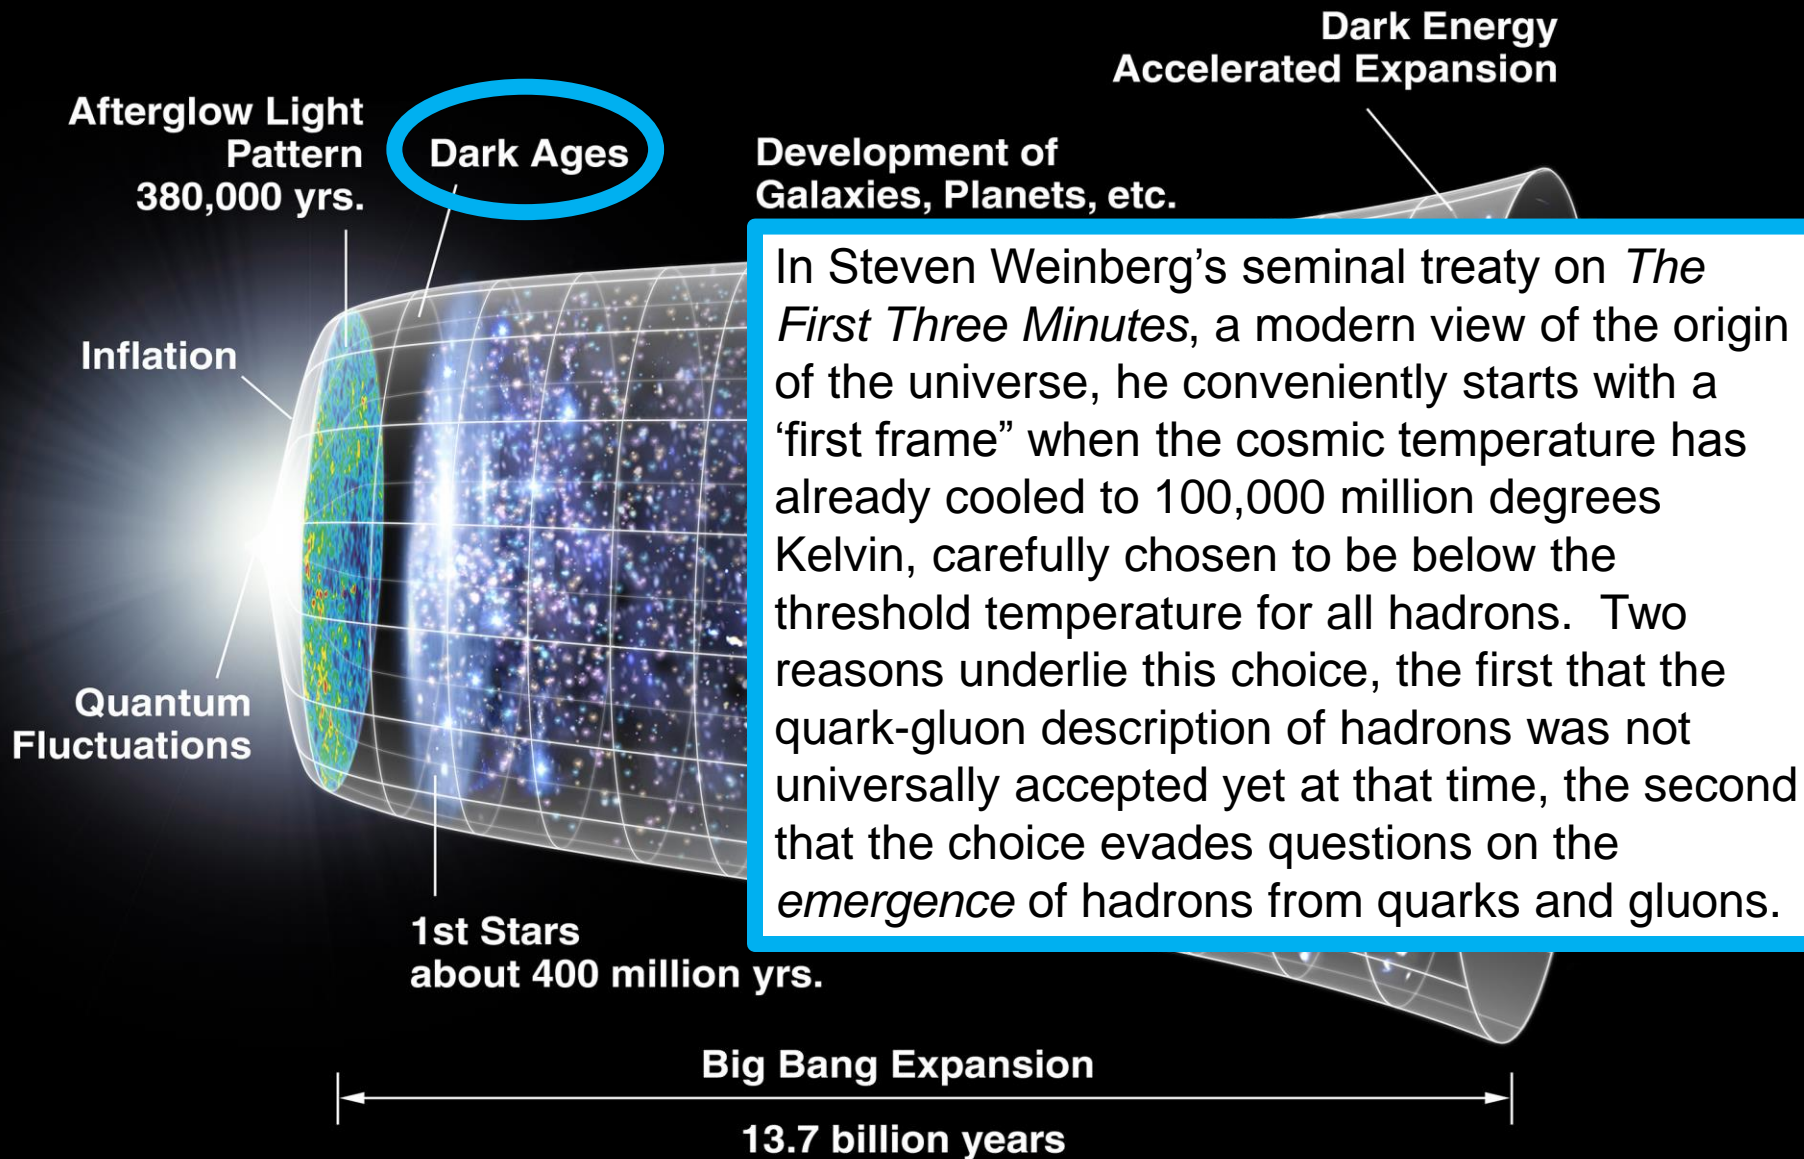 Dark Energy
Accelerated Expansion
Afterglow Light
Pattern
380,000 yrs.
Dark Ages
Development of
Galaxies, Planets, etc.
Inflation
In Steven Weinberg’s seminal treaty on The
First Three Minutes, a modern view of the origin
of the universe, he conveniently starts with a
‘first frame” when the cosmic temperature has
already cooled to 100,000 million degrees
Kelvin, carefully chosen to be below the
threshold temperature for all hadrons.  Two
reasons underlie this choice, the first that the
quark-gluon description of hadrons was not
universally accepted yet at that time, the second
that the choice evades questions on the
emergence of hadrons from quarks and gluons.
Quantum
Fluctuations
1st Stars
about 400 million yrs.
Big Bang Expansion
13.7 billion years